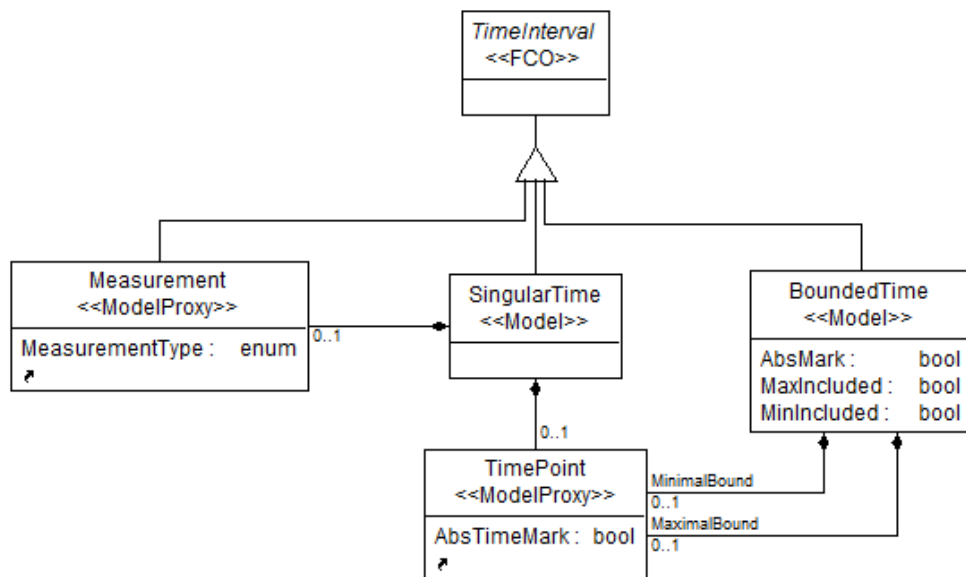 TimeInterval
<<FCO>>
Measurement
<<ModelProxy>>
MeasurementType : enum
0..1
SingularTime
<<Model>>
0..1
BoundedTime
<<Model>>
AbsMark : bool
MaxIncluded : bool
MinIncluded : bool
TimePoint
<<ModelProxy>>
AbsTimeMark : bool
MinimalBound
0..1
MaximalBound
0..1